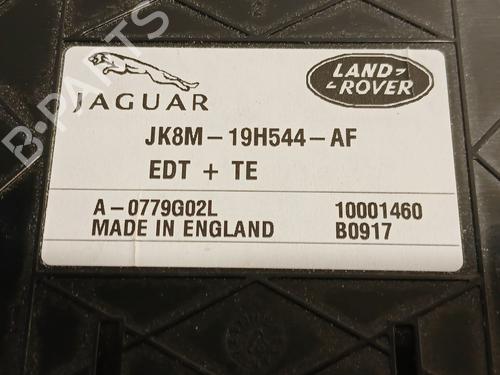 JAGUAR
LAND-
-ROVER
JK8M-19H544-AF
EDT + TE
A-0779G02L 10001460
MADE IN ENGLAND B0917
B-PARTS